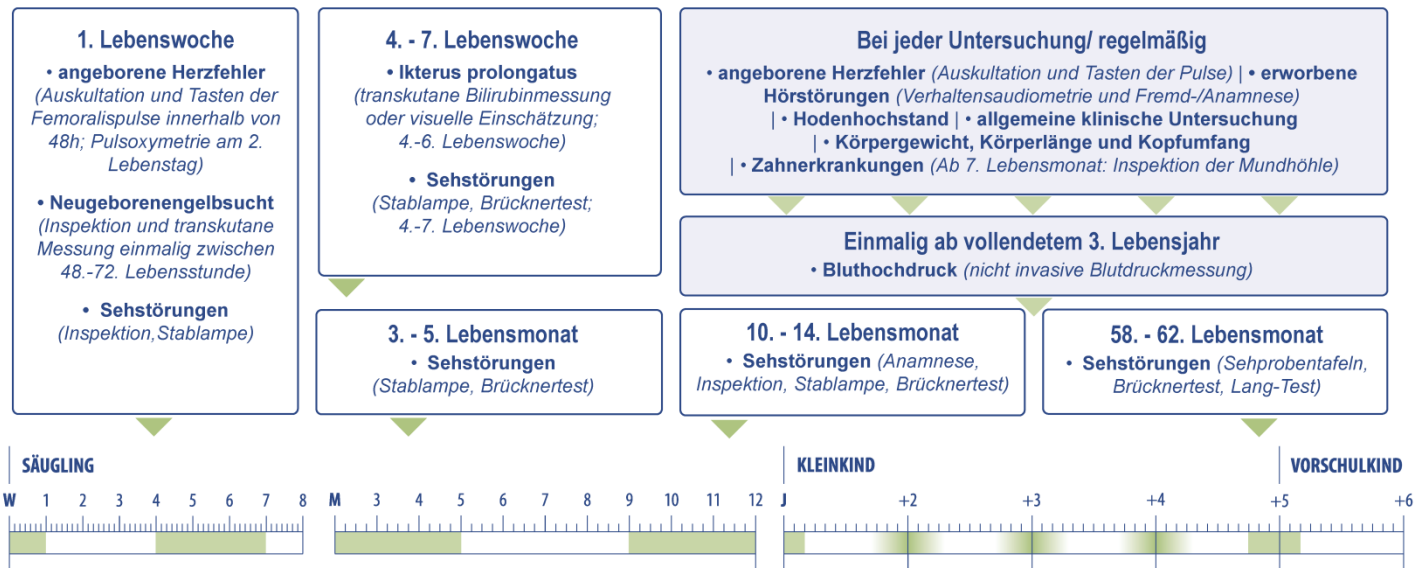 1. Lebenswoche
• angeborene Herzfehler
(Auskultation und Tasten der
Femoralispulse innerhalb von
48h; Pulsoxymetrie am 2.
Lebenstag)
• Neugeborenengelbsucht
(Inspektion und transkutane
Messung einmalig zwischen
48.-72. Lebensstunde)
• Sehstörungen
(Inspektion,Stablampe)
4. - 7. Lebenswoche
• Ikterus prolongatus
(transkutane Bilirubinmessung
oder visuelle Einschätzung;
4.-6. Lebenswoche)
• Sehstörungen
(Stablampe, Brücknertest;
4.-7. Lebenswoche)
3. - 5. Lebensmonat
• Sehstörungen
(Stablampe, Brücknertest)
Bei jeder Untersuchung/ regelmäßig
• angeborene Herzfehler (Auskultation und Tasten der Pulse) | • erworbene
Hörstörungen (Verhaltensaudiometrie und Fremd-/Anamnese)
| • Hodenhochstand | • allgemeine klinische Untersuchung
| • Körpergewicht, Körperlänge und Kopfumfang
| • Zahnerkrankungen (Ab 7. Lebensmonat: Inspektion der Mundhöhle)
Einmalig ab vollendetem 3. Lebensjahr
• Bluthochdruck (nicht invasive Blutdruckmessung)
10. - 14. Lebensmonat
• Sehstörungen (Anamnese,
Inspektion, Stablampe, Brücknertest)
58. - 62. Lebensmonat
• Sehstörungen (Sehprobentafeln,
Brücknertest, Lang-Test)
SÄUGLING
W 1 2 3 4 5 6 7 8
M 3 4 5 6 7 8 9 10 11 12
KLEINKIND
VORSCHULKIND
J +2 +3 +4 +5 +6